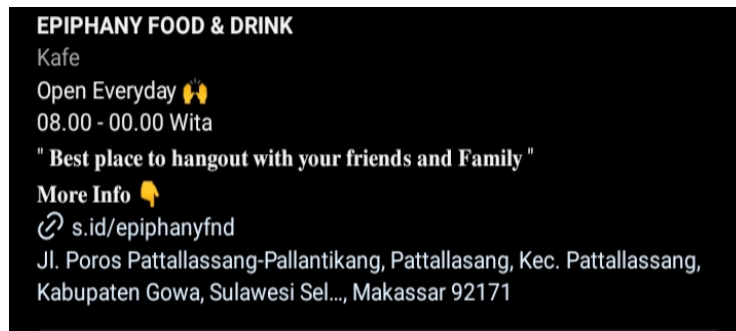 EPIPHANY FOOD & DRINK
Kafe
Open Everyday 🙌
08.00 - 00.00 Wita
" Best place to hangout with your friends and Family "
More Info 👇
s.id/epiphanyfnd
Jl. Poros Pattallassang-Pallantikang, Pattallasang, Kec. Pattallassang,
Kabupaten Gowa, Sulawesi Sel..., Makassar 92171